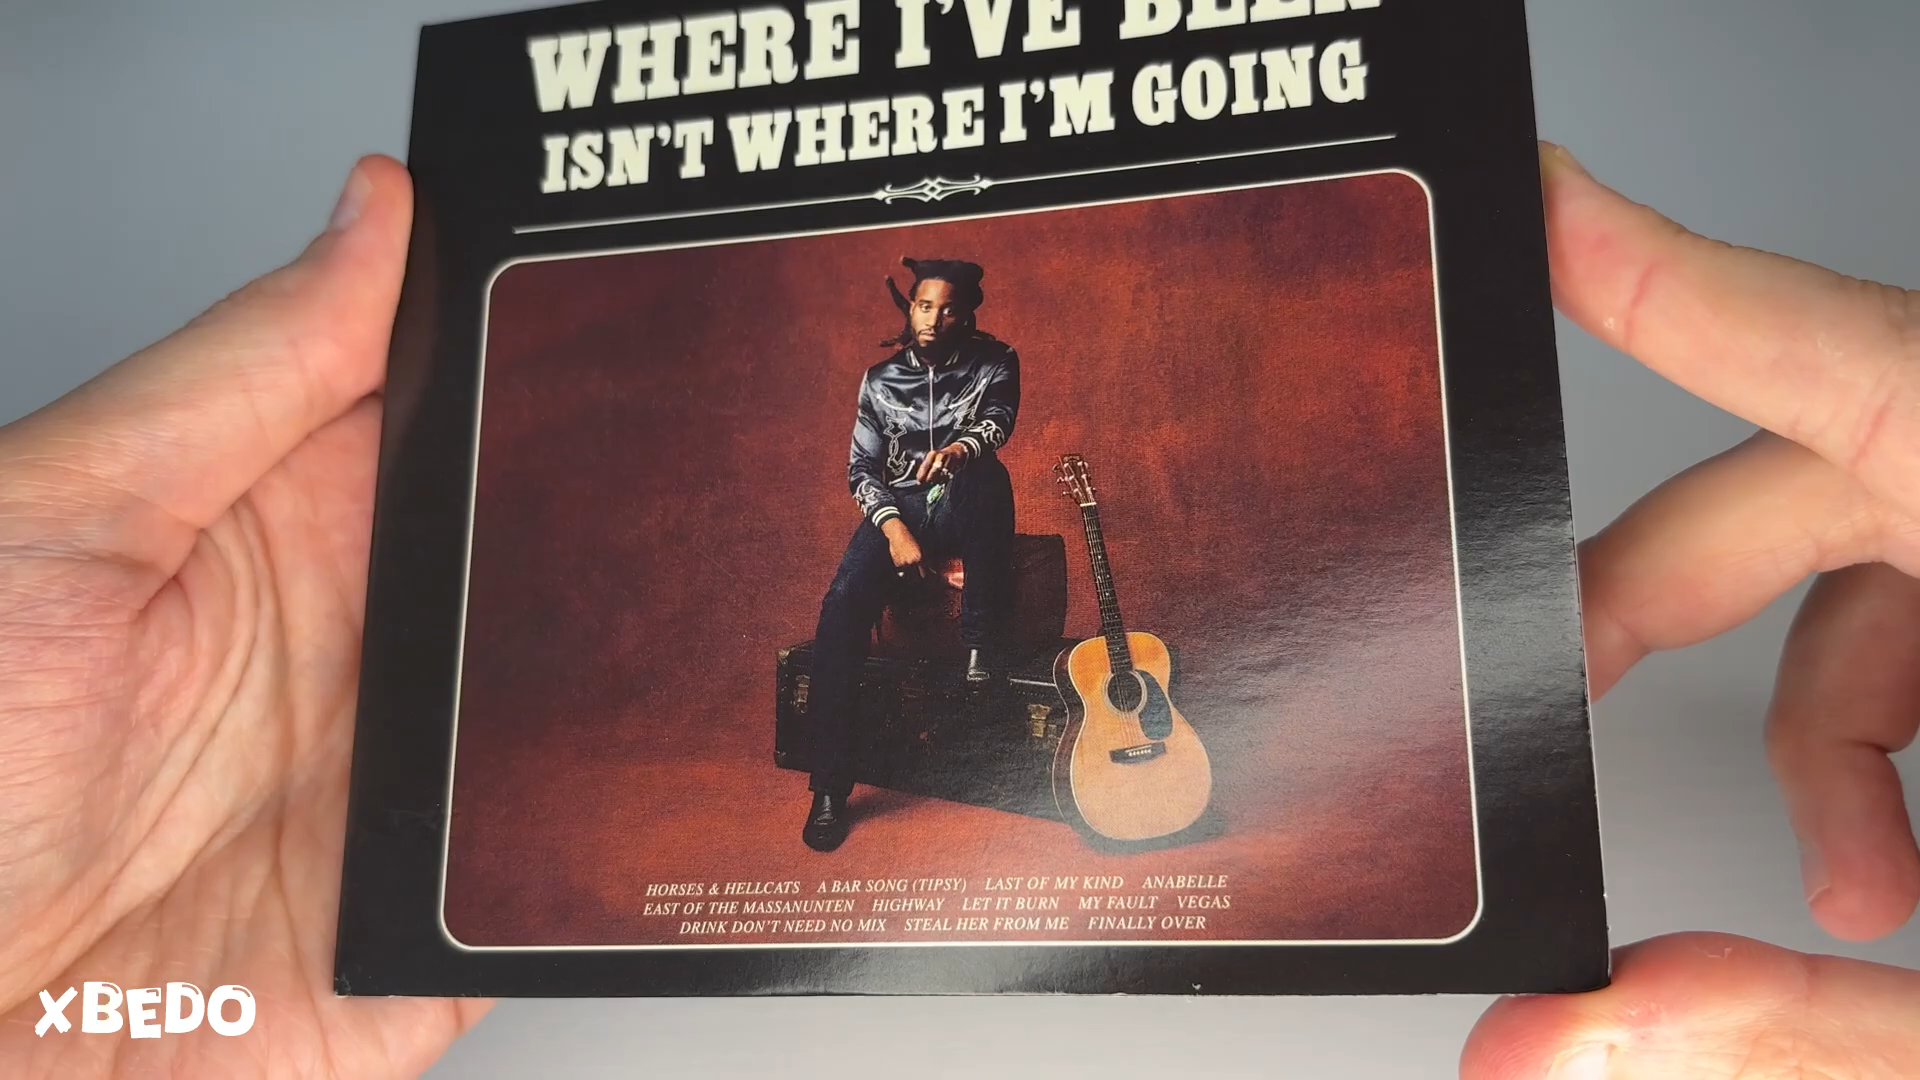 WHERE I'VE BEEN
ISN'T WHERE I'M GOING
HORSES & HELLCATS A BAR SONG (TIPSY) LAST OF MY KIND ANABELLE
EAST OF THE MASSANUNTEN HIGHWAY LET IT BURN MY FAULT VEGAS
DRINK DON'T NEED NO MIX STEAL HER FROM ME FINALLY OVER
XBEDO